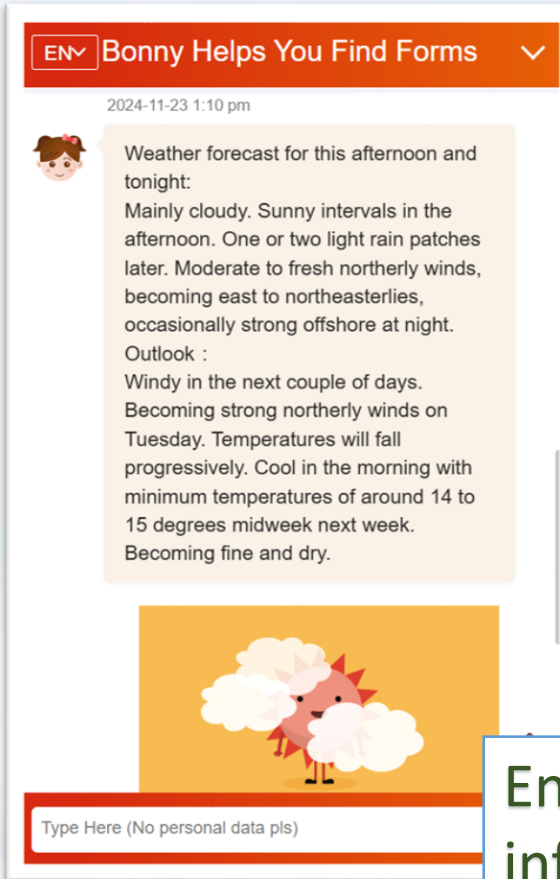 EN Bonny Helps You Find Forms
2024-11-23 1:10 pm
Weather forecast for this afternoon and
tonight:
Mainly cloudy. Sunny intervals in the
afternoon. One or two light rain patches
later. Moderate to fresh northerly winds,
becoming east to northeasterlies,
occasionally strong offshore at night.
Outlook :
Windy in the next couple of days.
Becoming strong northerly winds on
Tuesday. Temperatures will fall
progressively. Cool in the morning with
minimum temperatures of around 14 to
15 degrees midweek next week.
Becoming fine and dry.
Type Here (No personal data pls)